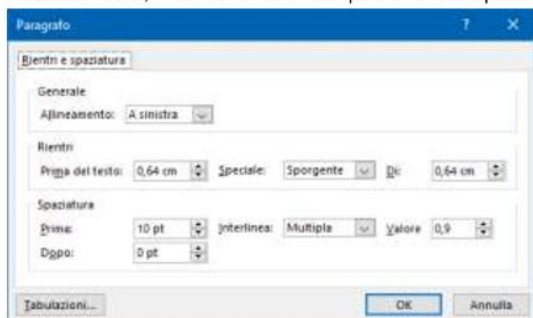 Paragrafo ? ×
Rientri e spaziatura
Generale
Allineamento: A sinistra
Rientri
Prima del testo: 0,64 cm Speciale: Sporgente Di: 0,64 cm
Spaziatura
Prima: 10 pt Interlinea: Multipla Valore 0,9
Dopo: 0 pt
Tabulazioni... OK Annulla